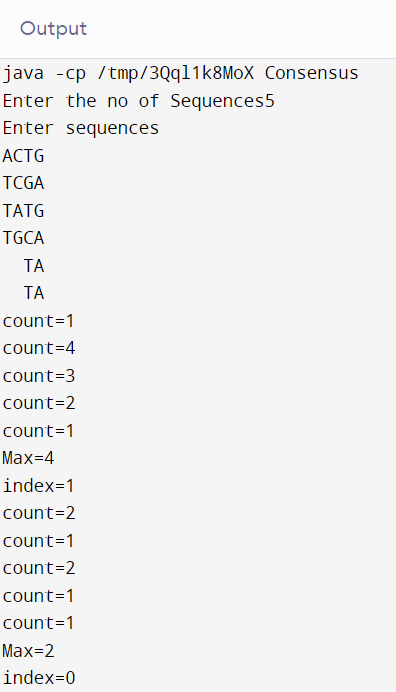 Output
java -cp /tmp/3Qql1k8MoX Consensus
Enter the no of Sequences5
Enter sequences
ACTG
TCGA
TATG
TGCA
  TA
  TA
count=1
count=4
count=3
count=2
count=1
Max=4
index=1
count=2
count=1
count=2
count=1
count=1
Max=2
index=0